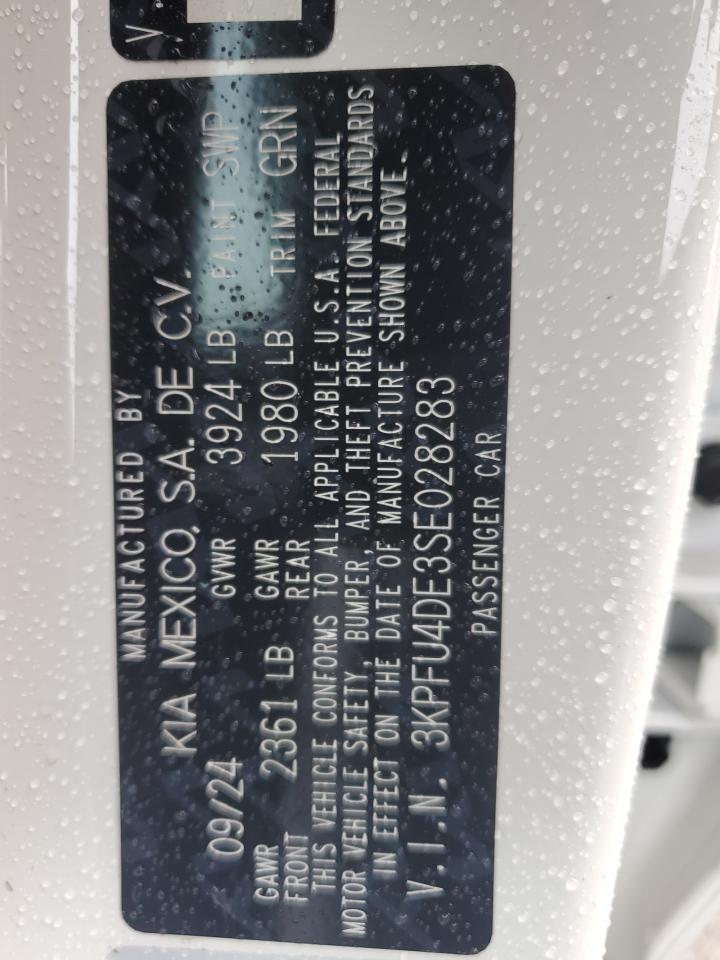 MANUFACTURED BY
KIA MEXICO, S.A. DE C.V.
09/24 GVWR 3924 LB PAINT SWP
GAWR FRONT 2361 LB GAWR REAR 1980 LB TRIM GRN
THIS VEHICLE CONFORMS TO ALL APPLICABLE U.S.A. FEDERAL
MOTOR VEHICLE SAFETY, BUMPER, AND THEFT PREVENTION STANDARDS
IN EFFECT ON THE DATE OF MANUFACTURE SHOWN ABOVE.
V.I.N. 3KPFU4DE3SE028283
PASSENGER CAR